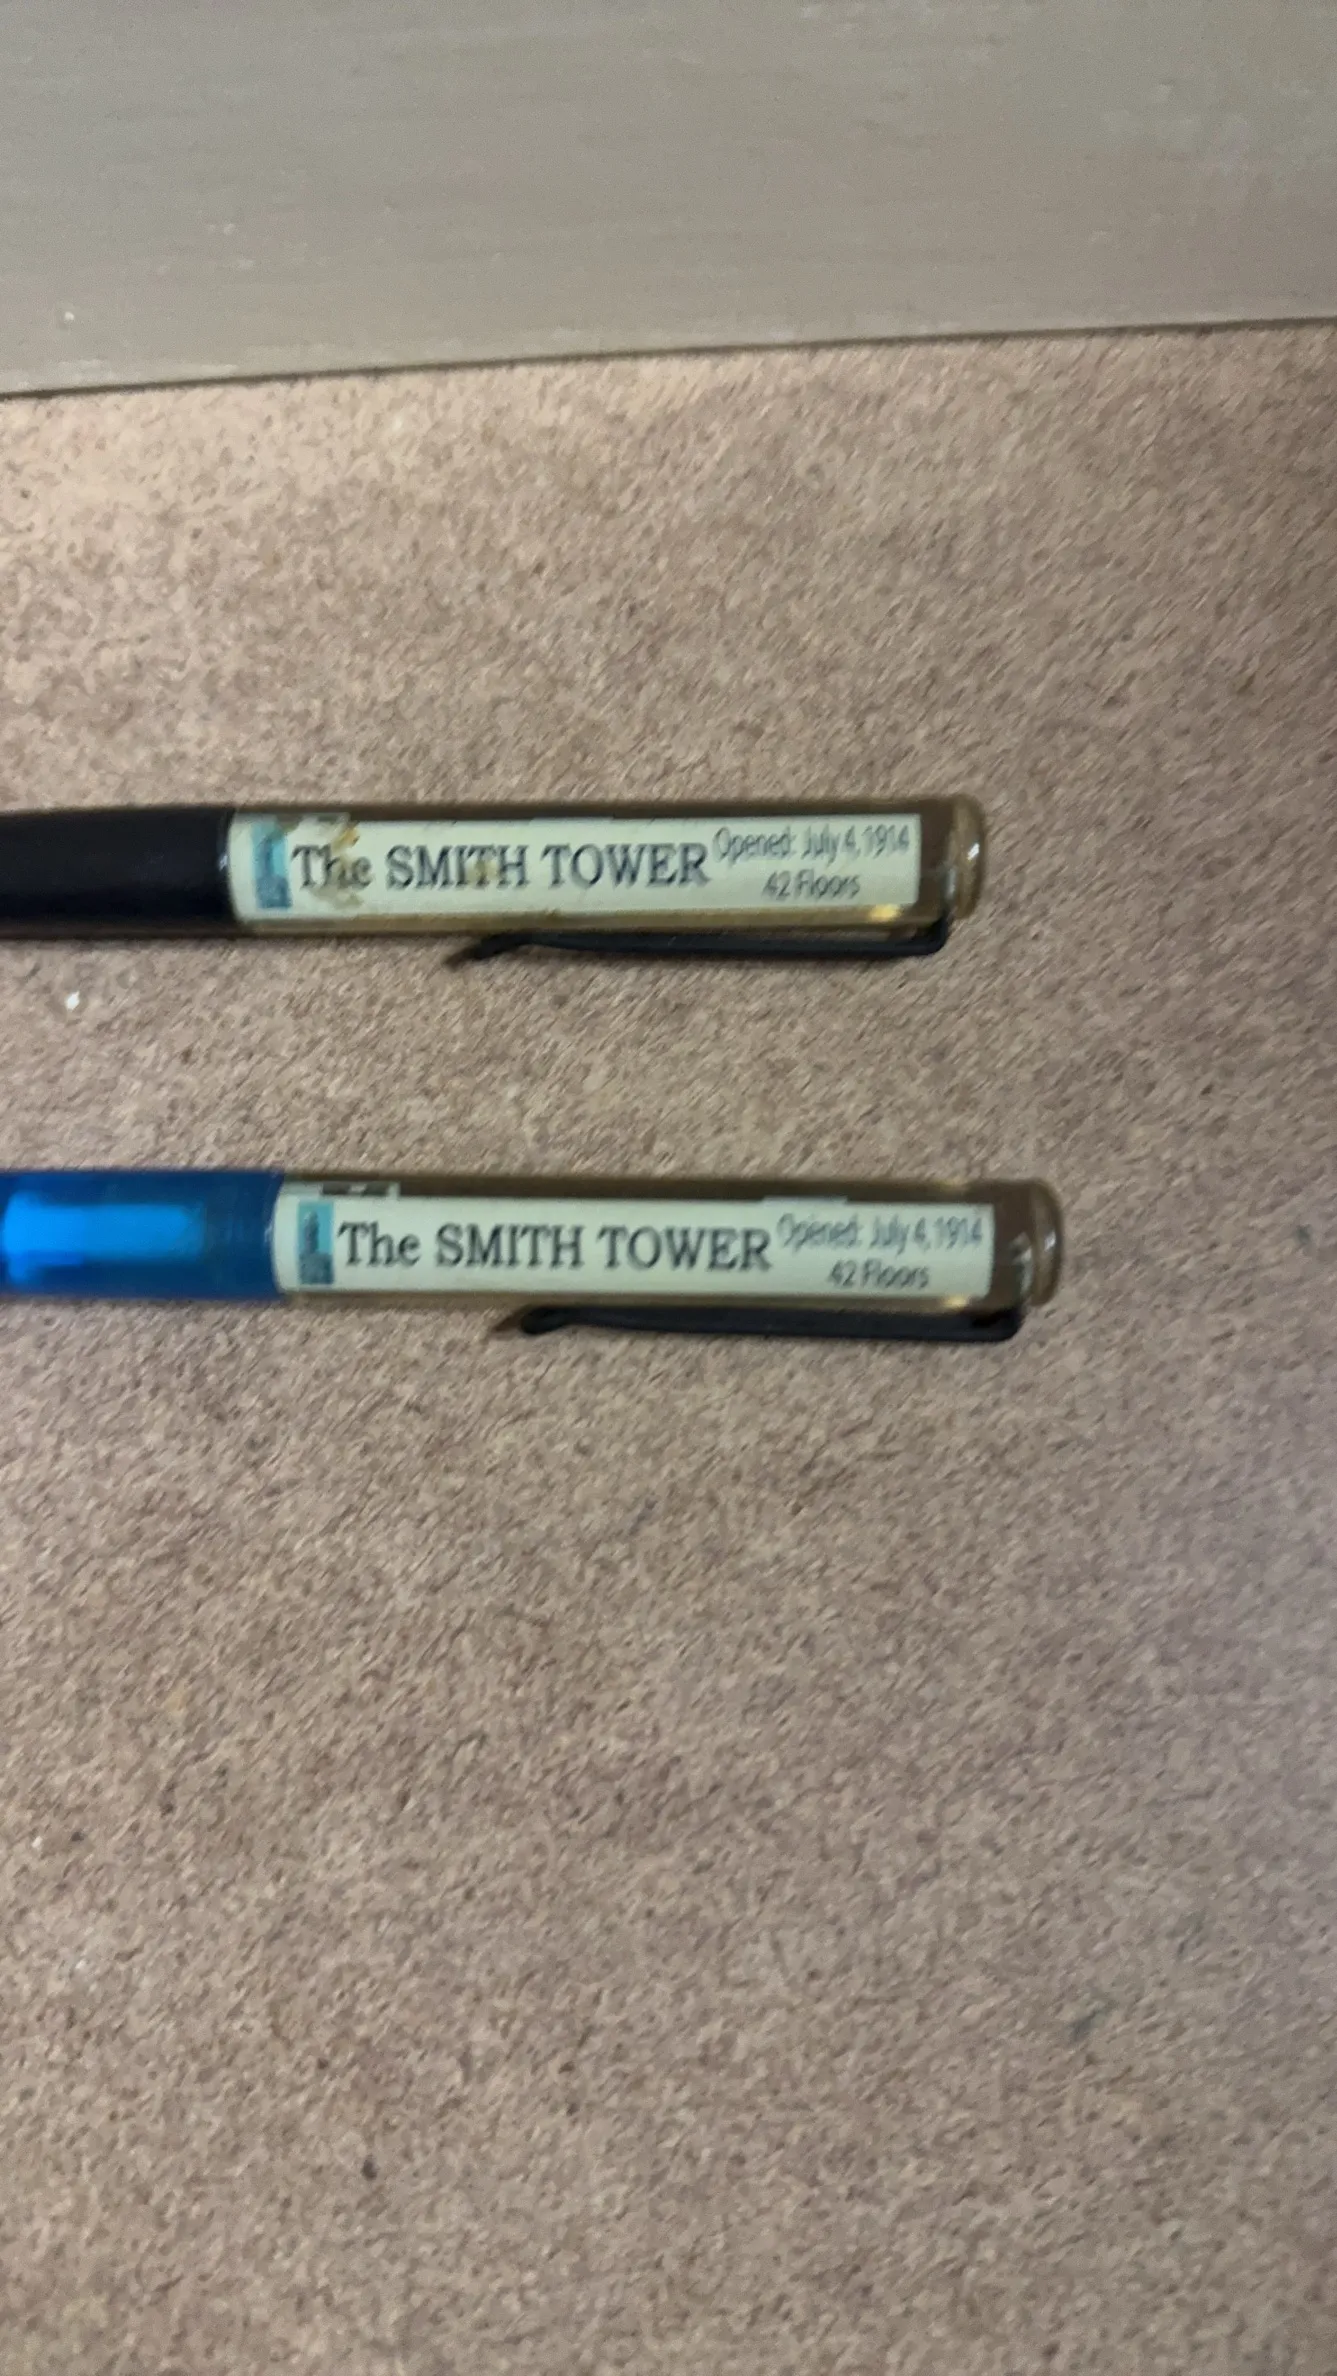 The SMITH TOWER
Opened: July 4, 1914
42 Floors
The SMITH TOWER
Opened: July 4, 1914
42 Floors